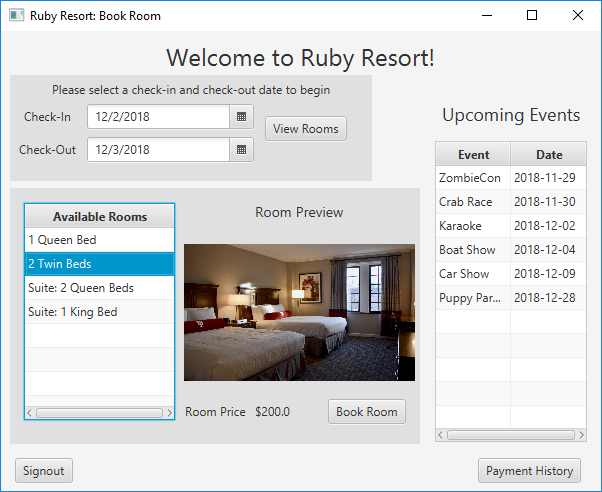 Ruby Resort: Book Room
Welcome to Ruby Resort!
Please select a check-in and check-out date to begin
Check-In 12/2/2018
View Rooms
Check-Out 12/3/2018
Upcoming Events
Event Date
ZombieCon 2018-11-29
Crab Race 2018-11-30
Karaoke 2018-12-02
Boat Show 2018-12-04
Car Show 2018-12-09
Puppy Par... 2018-12-28
Available Rooms
1 Queen Bed
2 Twin Beds
Suite: 2 Queen Beds
Suite: 1 King Bed
Room Preview
Room Price $200.0
Book Room
Signout
Payment History